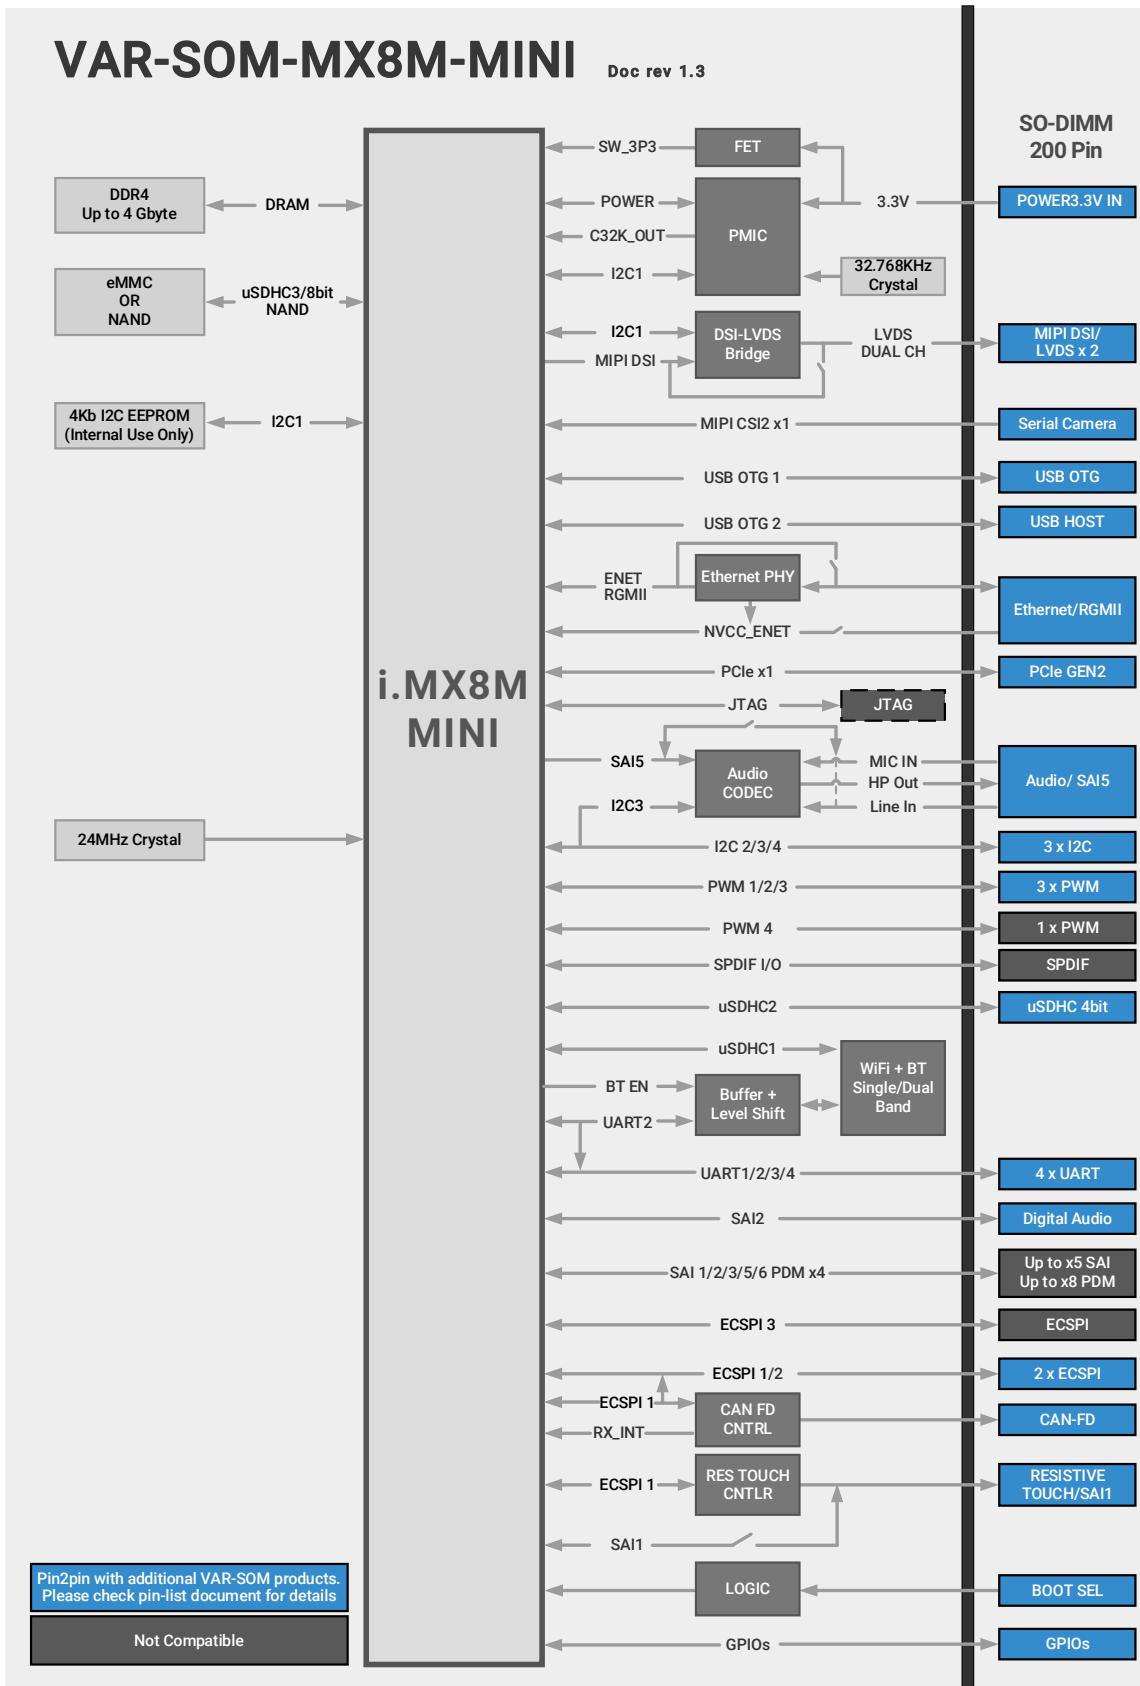 VAR-SOM-MX8M-MINI Doc rev 1.3
SO-DIMM
200 Pin
SW_3P3
FET
DDR4
Up to 4 Gbyte
DRAM
POWER
3.3V
POWER3.3V IN
C32K_OUT
PMIC
I2C1
32.768KHz
Crystal
eMMC
OR
NAND
uSDHC3/8bit
NAND
I2C1
DSI-LVDS
Bridge
MIPI DSI
LVDS
DUAL CH
MIPI DSI/
LVDS x 2
4Kb I2C EEPROM
(Internal Use Only)
I2C1
MIPI CSI2 x1
Serial Camera
USB OTG 1
USB OTG
USB OTG 2
USB HOST
ENET
RGMII
Ethernet PHY
NVCC_ENET
Ethernet/RGMII
i.MX8M
MINI
PCIe x1
PCIe GEN2
JTAG
JTAG
SAI5
Audio
CODEC
MIC IN
HP Out
Line In
Audio/ SAI5
I2C3
24MHz Crystal
I2C 2/3/4
3 x I2C
PWM 1/2/3
3 x PWM
PWM 4
1 x PWM
SPDIF I/O
SPDIF
uSDHC2
uSDHC 4bit
uSDHC1
WiFi + BT
Single/Dual
Band
BT EN
Buffer +
Level Shift
UART2
UART1/2/3/4
4 x UART
SAI2
Digital Audio
SAI 1/2/3/5/6 PDM x4
Up to x5 SAI
Up to x8 PDM
ECSPI 3
ECSPI
ECSPI 1/2
2 x ECSPI
ECSPI 1
CAN FD
CNTRL
CAN-FD
RX_INT
ECSPI 1
RES TOUCH
CNTLR
RESISTIVE
TOUCH/SAI1
SAI1
Pin2pin with additional VAR-SOM products.
Please check pin-list document for details
LOGIC
BOOT SEL
Not Compatible
GPIOs
GPIOs